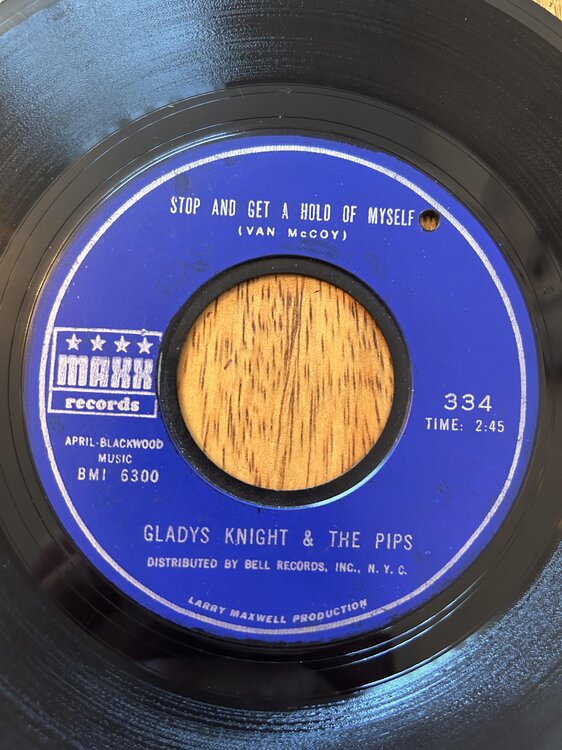 STOP AND GET A HOLD OF MYSELF
(VAN McCOY)
★ ★ ★ ★
MAXX
records
APRIL-BLACKWOOD
MUSIC
BMI 6300
334
TIME: 2:45
GLADYS KNIGHT & THE PIPS
DISTRIBUTED BY BELL RECORDS, INC., N. Y. C.
LARRY MAXWELL PRODUCTION